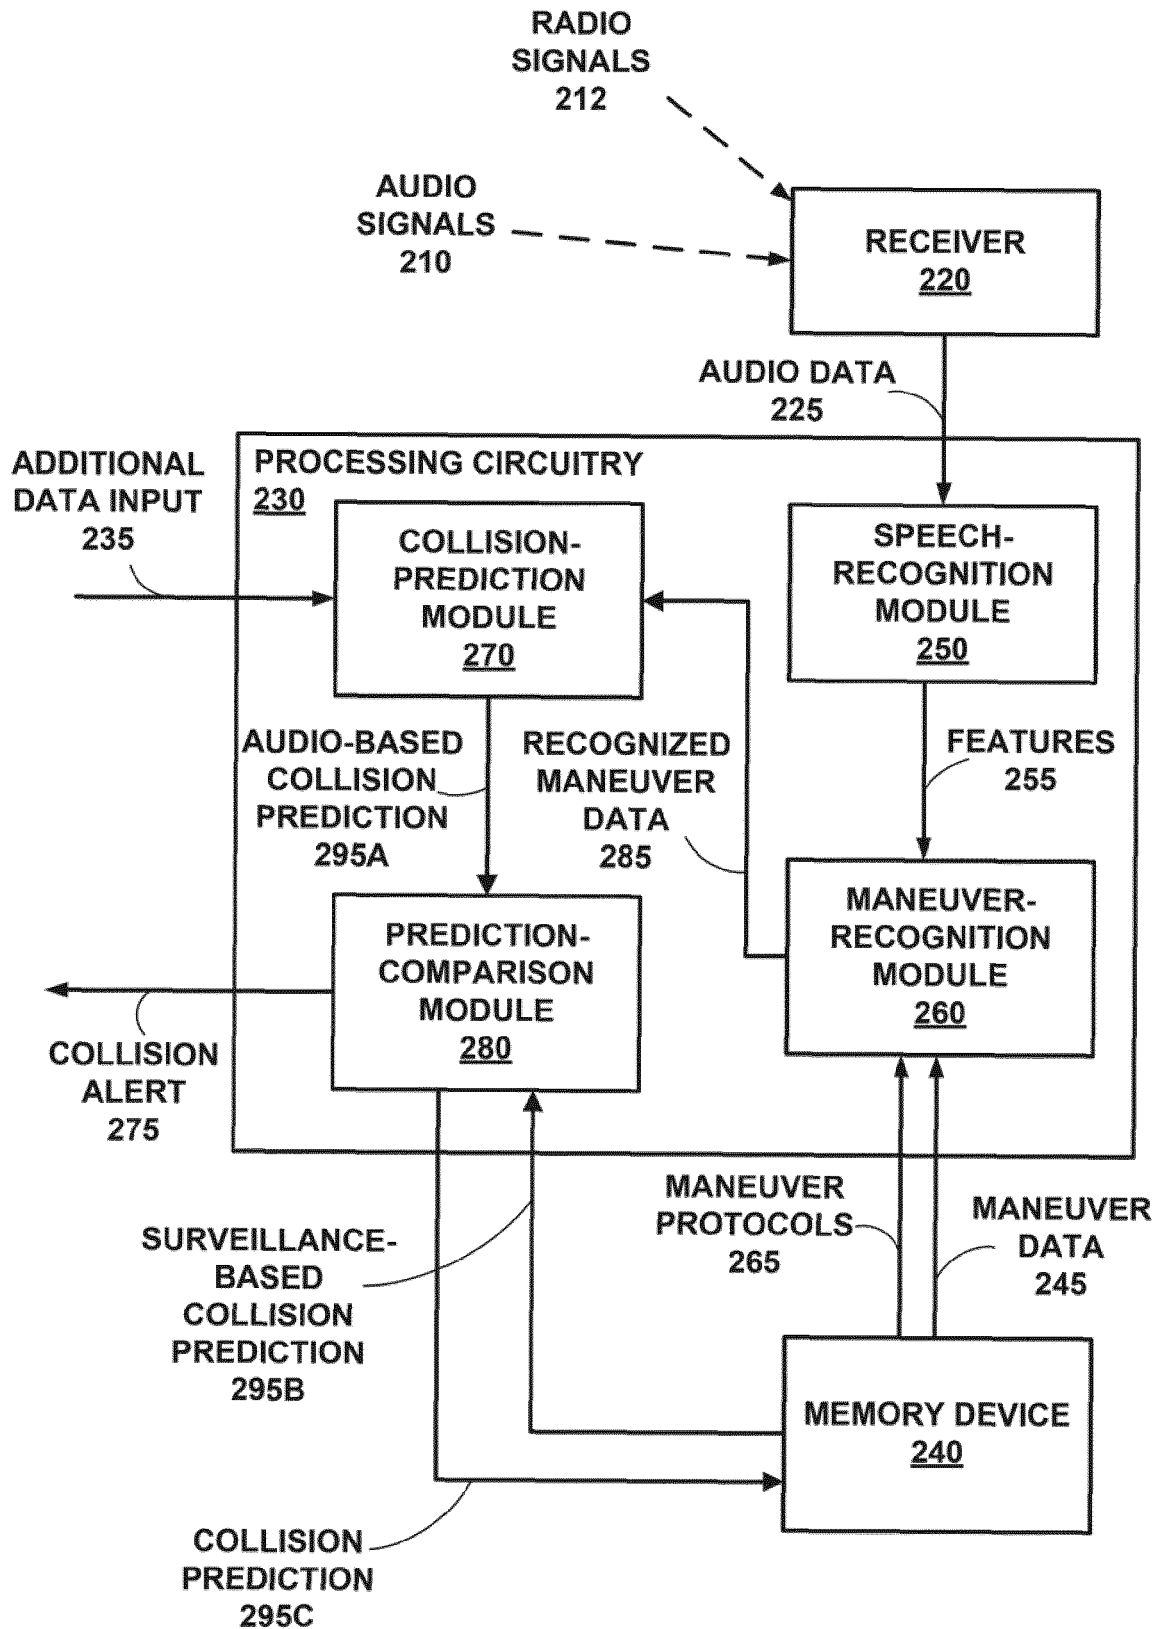 RADIO
SIGNALS
212
AUDIO
SIGNALS
210
RECEIVER
220
AUDIO DATA
225
ADDITIONAL
DATA INPUT
235
PROCESSING CIRCUITRY
230
COLLISION-
PREDICTION
MODULE
270
SPEECH-
RECOGNITION
MODULE
250
AUDIO-BASED
COLLISION
PREDICTION
295A
RECOGNIZED
MANEUVER
DATA
285
FEATURES
255
PREDICTION-
COMPARISON
MODULE
280
MANEUVER-
RECOGNITION
MODULE
260
COLLISION
ALERT
275
SURVEILLANCE-
BASED
COLLISION
PREDICTION
295B
MANEUVER
PROTOCOLS
265
MANEUVER
DATA
245
MEMORY DEVICE
240
COLLISION
PREDICTION
295C